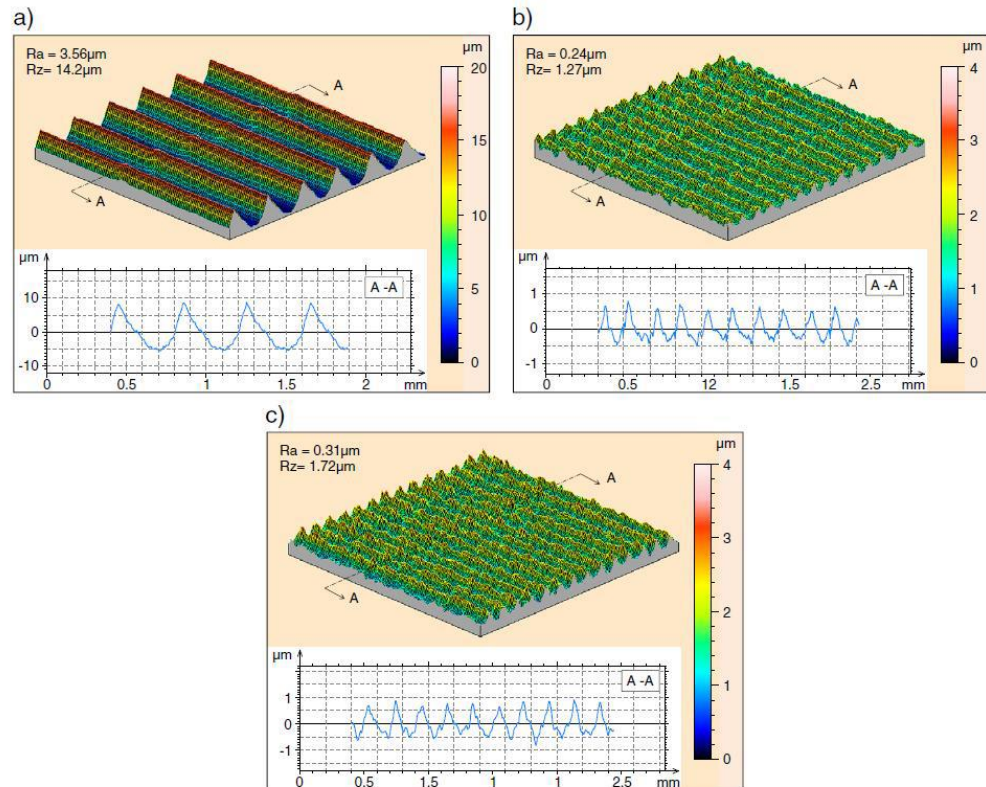 a)
Ra = 3.56µm
Rz= 14.2µm
µm
20
15
10
5
0
A
A
µm
10
0
-10
A -A
0 0.5 1 1.5 2 mm
b)
Ra = 0.24µm
Rz= 1.27µm
µm
4
3
2
1
0
A
A
µm
1
0
-1
A -A
0 0.5 12 1.5 2.5 mm
c)
Ra = 0.31µm
Rz= 1.72µm
µm
4
3
2
1
0
A
A
µm
1
0
-1
A -A
0 0.5 1.5 1 1 2.5 mm